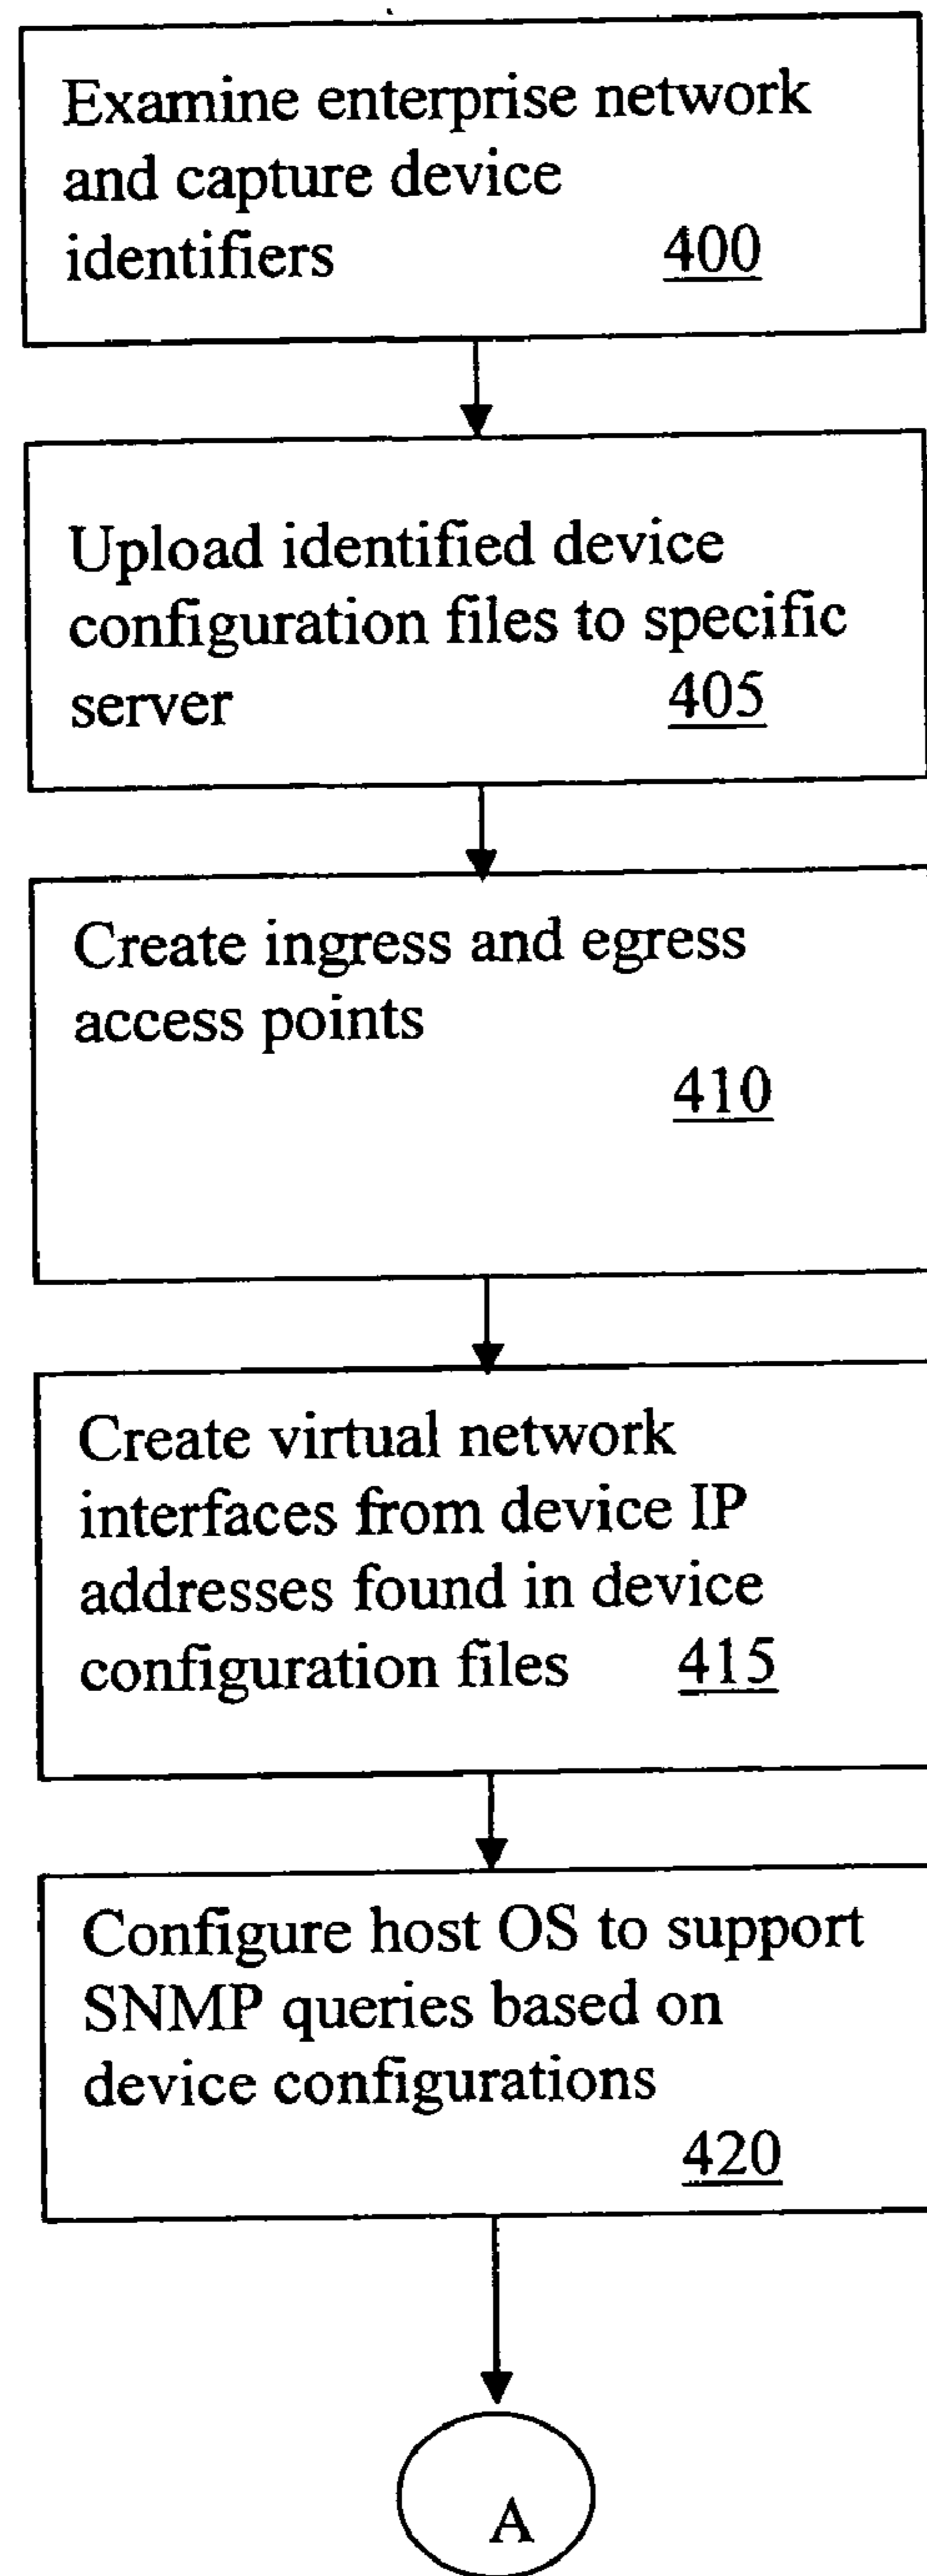 Examine enterprise network
and capture device
identifiers 400
Upload identified device
configuration files to specific
server 405
Create ingress and egress
access points
410
Create virtual network
interfaces from device IP
addresses found in device
configuration files 415
Configure host OS to support
SNMP queries based on
device configurations
420
A